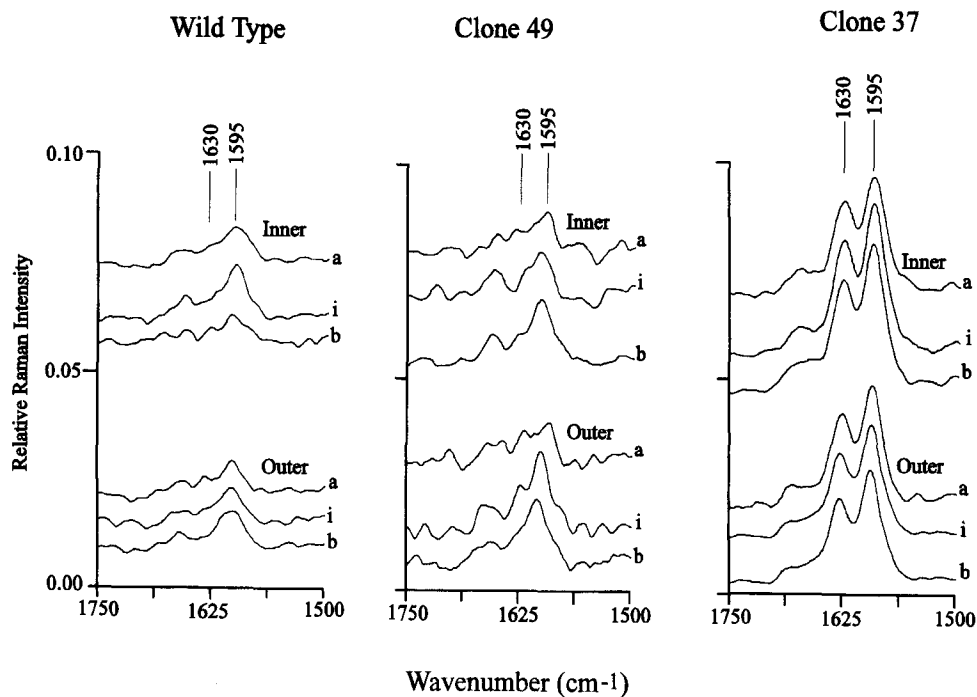 Wild Type
Clone 49
Clone 37
1630
1595
1630
1595
1630
1595
Relative Raman Intensity
0.10
0.05
0.00
Inner
a
i
b
Outer
a
i
b
1750
1625
1500
Inner
a
i
b
Outer
a
i
b
1750
1625
1500
Inner
a
i
b
Outer
a
i
b
1750
1625
1500
Wavenumber (cm-1)